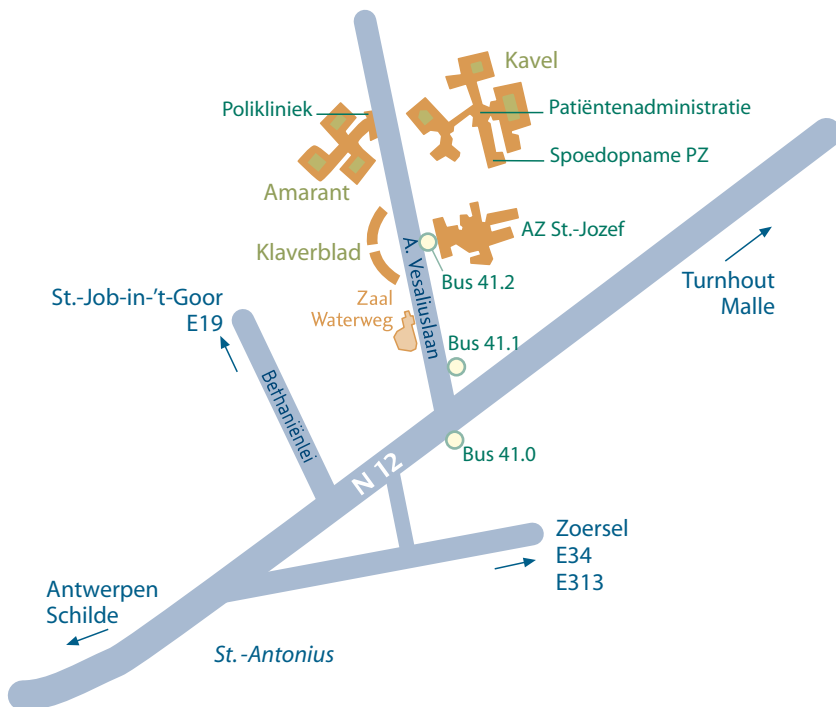 Kavel
Polikliniek
Patiëntenadministratie
Spoedopname PZ
Amarant
AZ St.-Jozef
Klaverblad
A. Vesaliuslaan
Bus 41.2
Turnhout
Malle
St.-Job-in-'t-Goor
E19
Zaal
Waterweg
Bus 41.1
Bethaniënlei
Bus 41.0
N 12
Zoersel
E34
E313
Antwerpen
Schilde
St.-Antonius